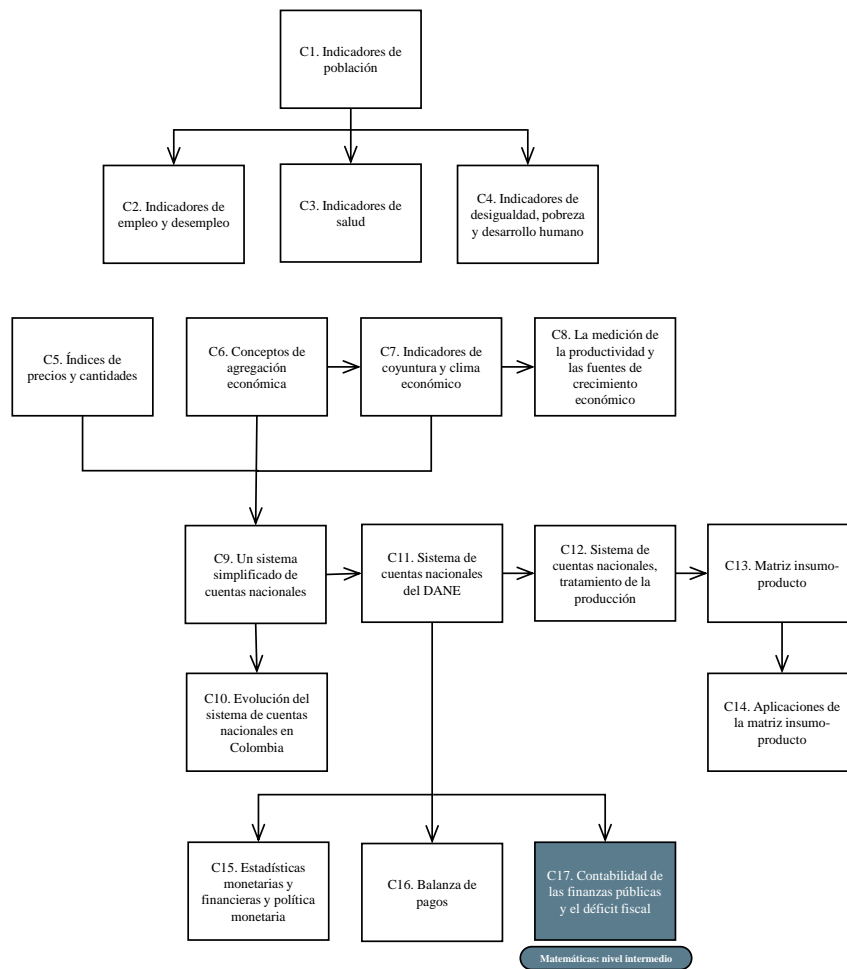 C1. Indicadores de
población
C2. Indicadores de
empleo y desempleo
C3. Indicadores de
salud
C4. Indicadores de
desigualdad, pobreza
y desarrollo humano
C5. Índices de
precios y cantidades
C6. Conceptos de
agregación
económica
C7. Indicadores de
coyuntura y clima
económico
C8. La medición de
la productividad y
las fuentes de
crecimiento
económico
C9. Un sistema
simplificado de
cuentas nacionales
C11. Sistema de
cuentas nacionales
del DANE
C12. Sistema de
cuentas nacionales,
tratamiento de la
producción
C13. Matriz insumo-
producto
C10. Evolución del
sistema de cuentas
nacionales en
Colombia
C14. Aplicaciones de
la matriz insumo-
producto
C15. Estadísticas
monetarias y
financieras y política
monetaria
C16. Balanza de
pagos
C17. Contabilidad de
las finanzas públicas
y el déficit fiscal
Matemáticas: nivel intermedio